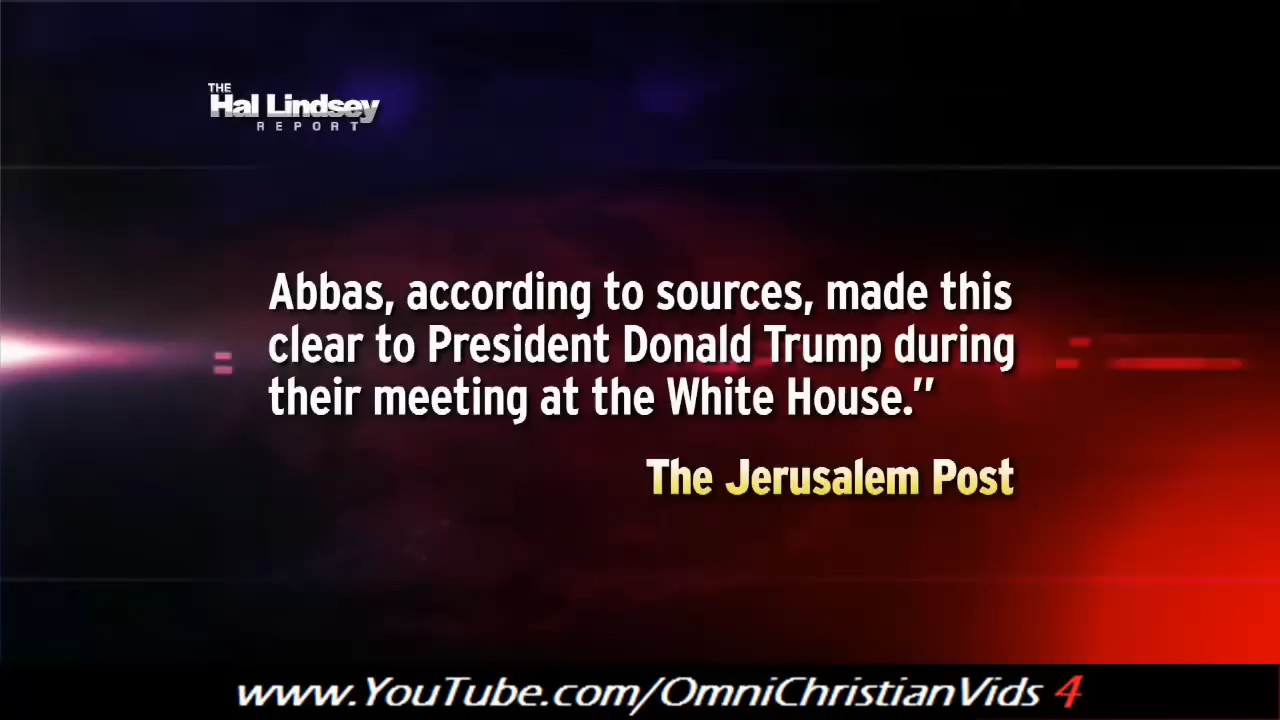 THE
Hal Lindsey
REPORT
Abbas, according to sources, made this
clear to President Donald Trump during
their meeting at the White House.”
The Jerusalem Post
www.YouTube.com/OmniChristianVids 4